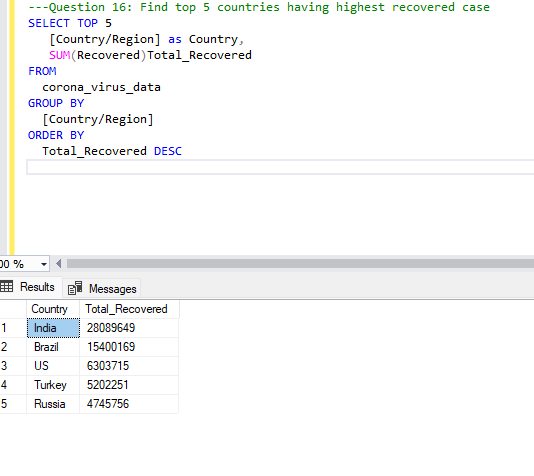 ---Question 16: Find top 5 countries having highest recovered case
SELECT TOP 5
[Country/Region] as Country,
SUM(Recovered)Total_Recovered
FROM
corona_virus_data
GROUP BY
[Country/Region]
ORDER BY
Total_Recovered DESC
00 %
Results Messages
Country Total_Recovered
1 India 28089649
2 Brazil 15400169
3 US 6303715
4 Turkey 5202251
5 Russia 4745756